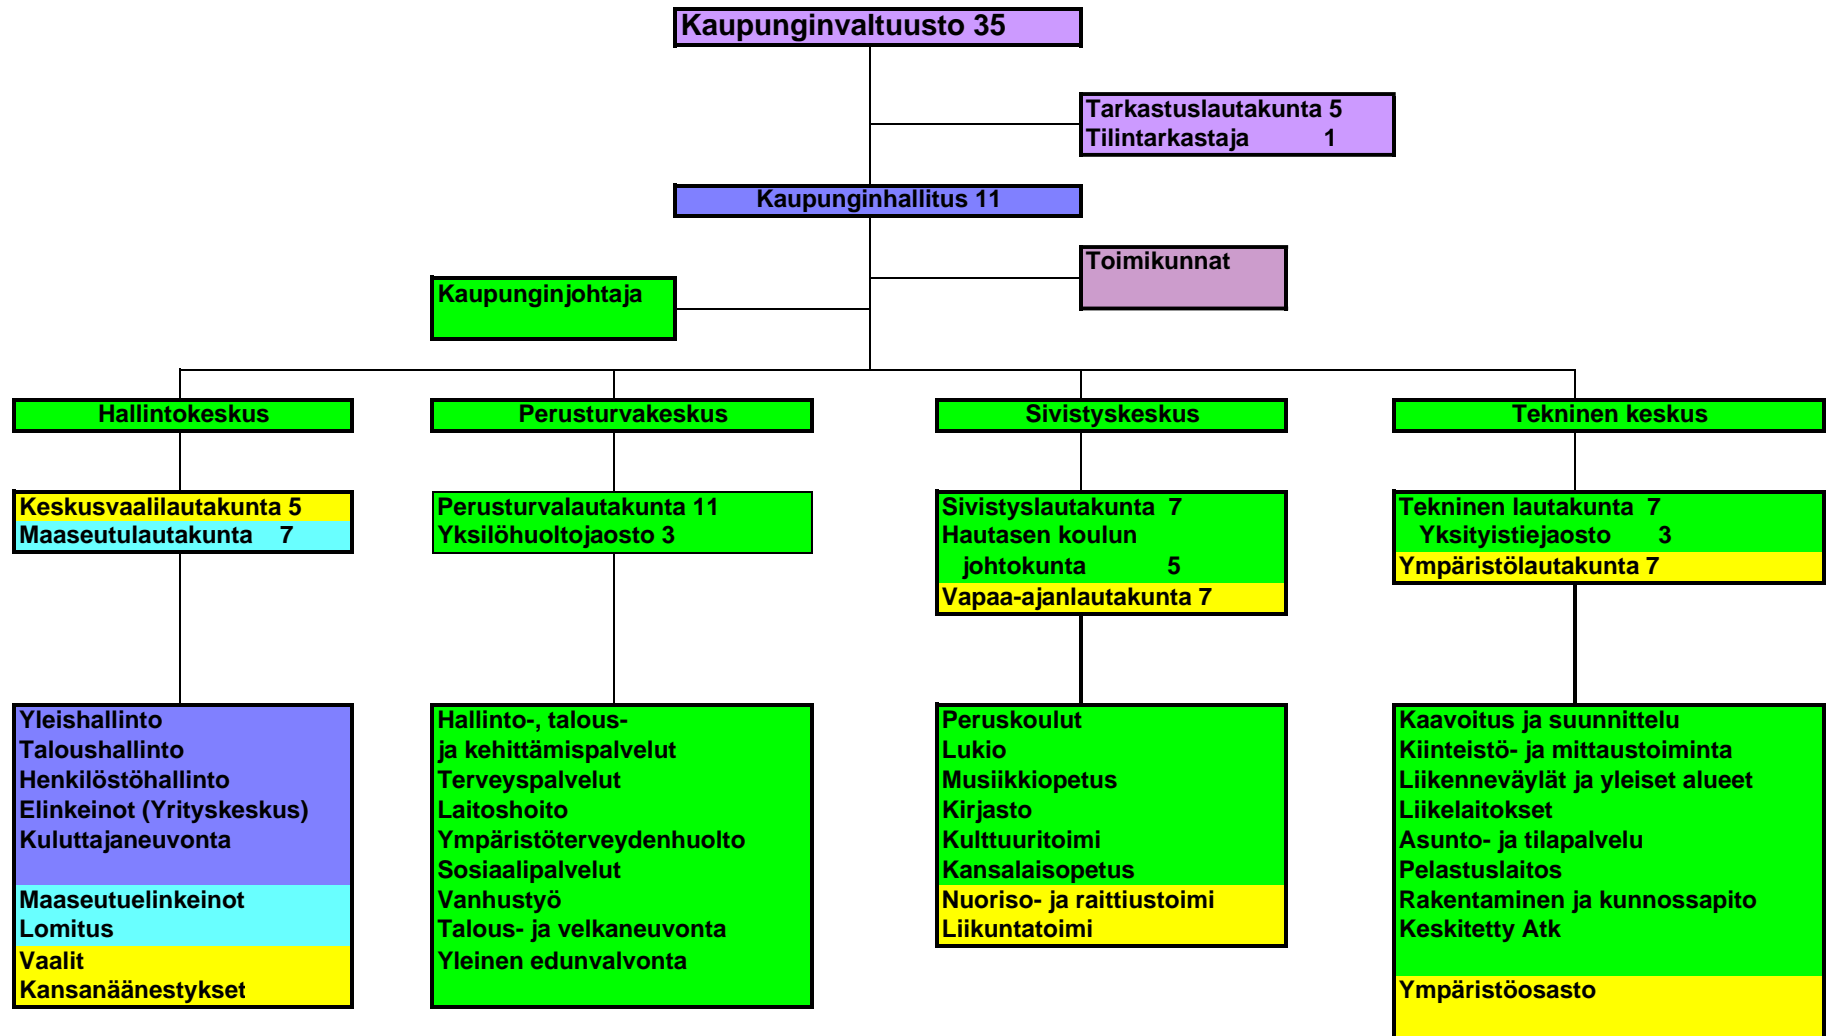 Kaupunginvaltuusto 35
Tarkastuslautakunta 5
Tilintarkastaja 1
Kaupunginhallitus 11
Toimikunnat
Kaupunginjohtaja
Hallintokeskus
Keskusvaalilautakunta 5
Maaseutulautakunta 7
Yleishallinto
Taloushallinto
Henkilöstöhallinto
Elinkeinot (Yrityskeskus)
Kuluttajaneuvonta
Maaseutuelinkeinot
Lomitus
Vaalit
Kansanäänestykset
Perusturvakeskus
Perusturvalautakunta 11
Yksilöhuoltojaosto 3
Hallinto-, talous-
ja kehittämispalvelut
Terveyspalvelut
Laitoshoito
Ympäristöterveydenhuolto
Sosiaalipalvelut
Vanhustyö
Talous- ja velkaneuvonta
Yleinen edunvalvonta
Sivistyskeskus
Sivistyslautakunta 7
Hautasen koulun
johtokunta 5
Vapaa-ajanlautakunta 7
Peruskoulut
Lukio
Musiikkiopetus
Kirjasto
Kulttuuritoimi
Kansalaisopetus
Nuoriso- ja raittiustoimi
Liikuntatoimi
Tekninen keskus
Tekninen lautakunta 7
Yksityistiejaosto 3
Ympäristölautakunta 7
Kaavoitus ja suunnittelu
Kiinteistö- ja mittaustoiminta
Liikenneväylät ja yleiset alueet
Liikelaitokset
Asunto- ja tilapalvelu
Pelastuslaitos
Rakentaminen ja kunnossapito
Keskitetty Atk
Ympäristöosasto